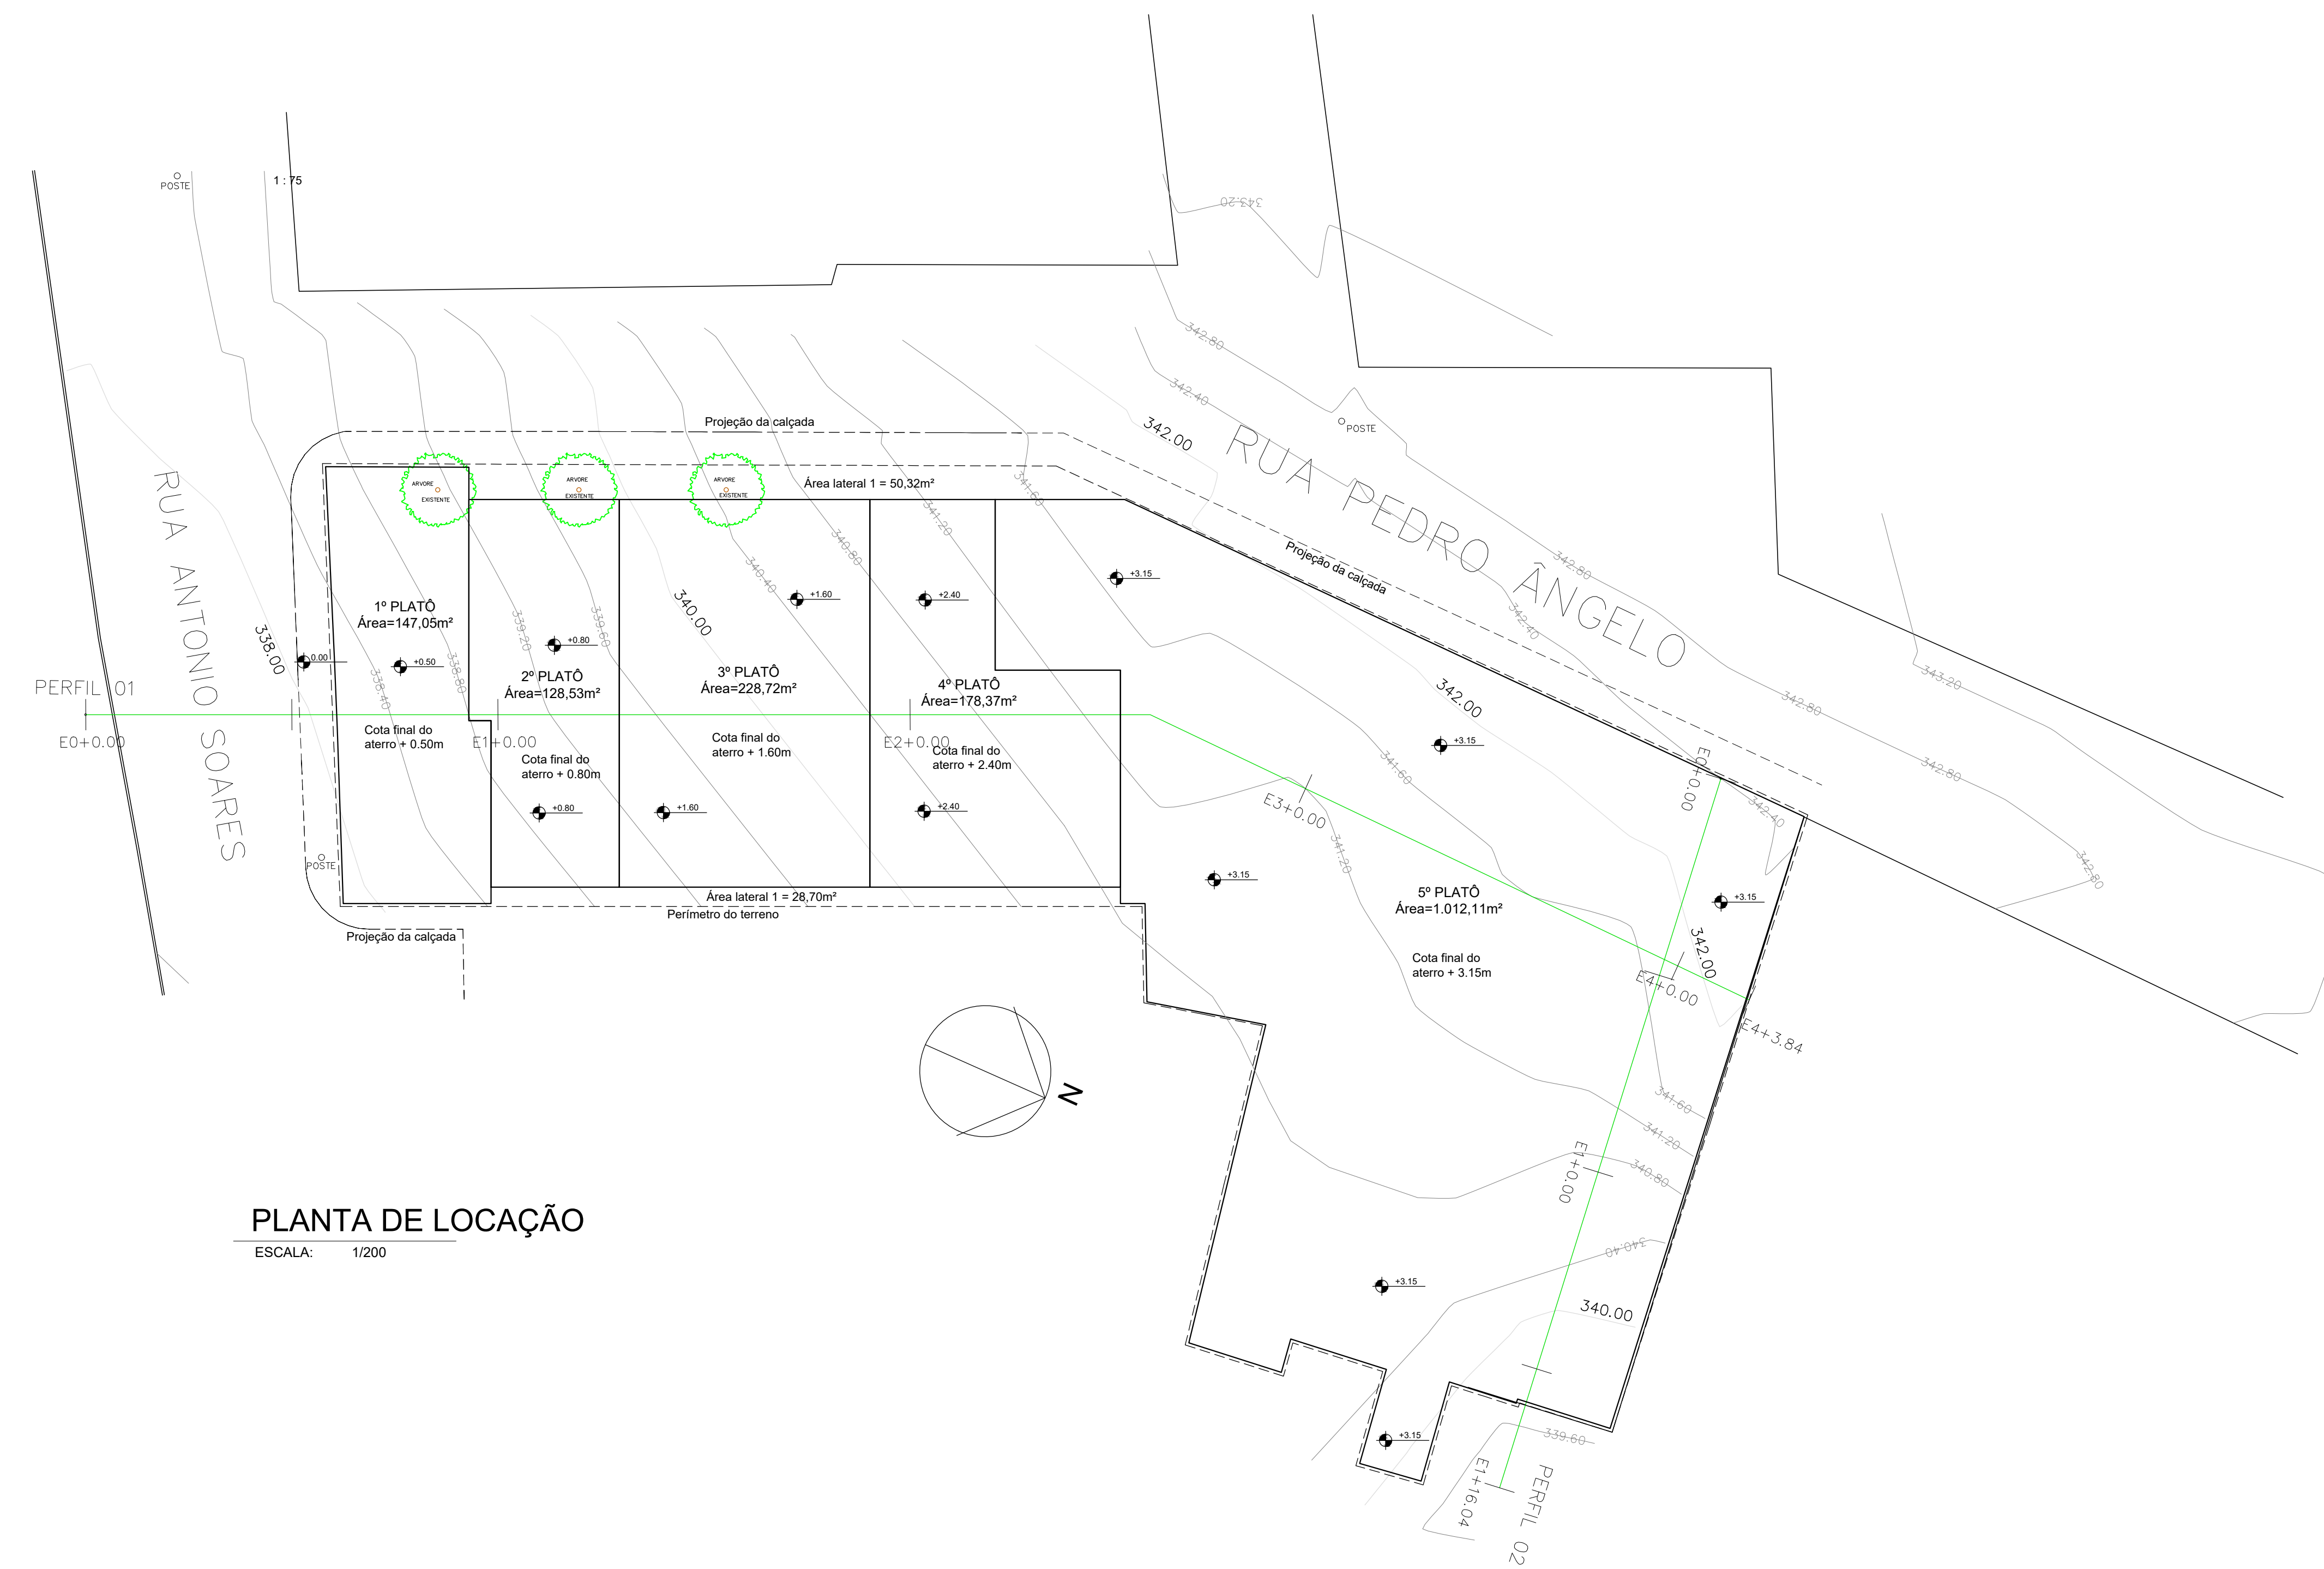 1 : 75
POSTE
343.20
342.80
342.40
342.00
RUA PEDRO ÂNGELO
POSTE
Projeção da calçada
ARVORE
EXISTENTE
ARVORE
EXISTENTE
ARVORE
EXISTENTE
Área lateral 1 = 50,32m²
341.60
341.20
340.80
340.40
340.00
339.60
339.20
338.80
338.40
338.00
RUA ANTONIO SOARES
Projeção da calçada
342.80
342.40
343.20
342.80
342.80
342.80
342.40
1º PLATÔ
Área=147,05m²
0.00
+0.50
Cota final do
aterro + 0.50m
+0.80
2º PLATÔ
Área=128,53m²
Cota final do
aterro + 0.80m
+0.80
+1.60
3º PLATÔ
Área=228,72m²
Cota final do
aterro + 1.60m
+1.60
+2.40
4º PLATÔ
Área=178,37m²
Cota final do
aterro + 2.40m
+2.40
+3.15
+3.15
342.00
341.60
PERFIL 01
E0+0.00
E1+0.00
E2+0.00
E3+0.00
E4+0.00
E4+3.84
E0+0.00
341.20
+3.15
5º PLATÔ
Área=1.012,11m²
Cota final do
aterro + 3.15m
+3.15
342.00
POSTE
Área lateral 1 = 28,70m²
Perímetro do terreno
Projeção da calçada
N
341.60
341.20
340.80
340.40
340.00
E1+0.00
+3.15
+3.15
339.60
E1+16.04
PERFIL 02
PLANTA DE LOCAÇÃO
ESCALA: 1/200